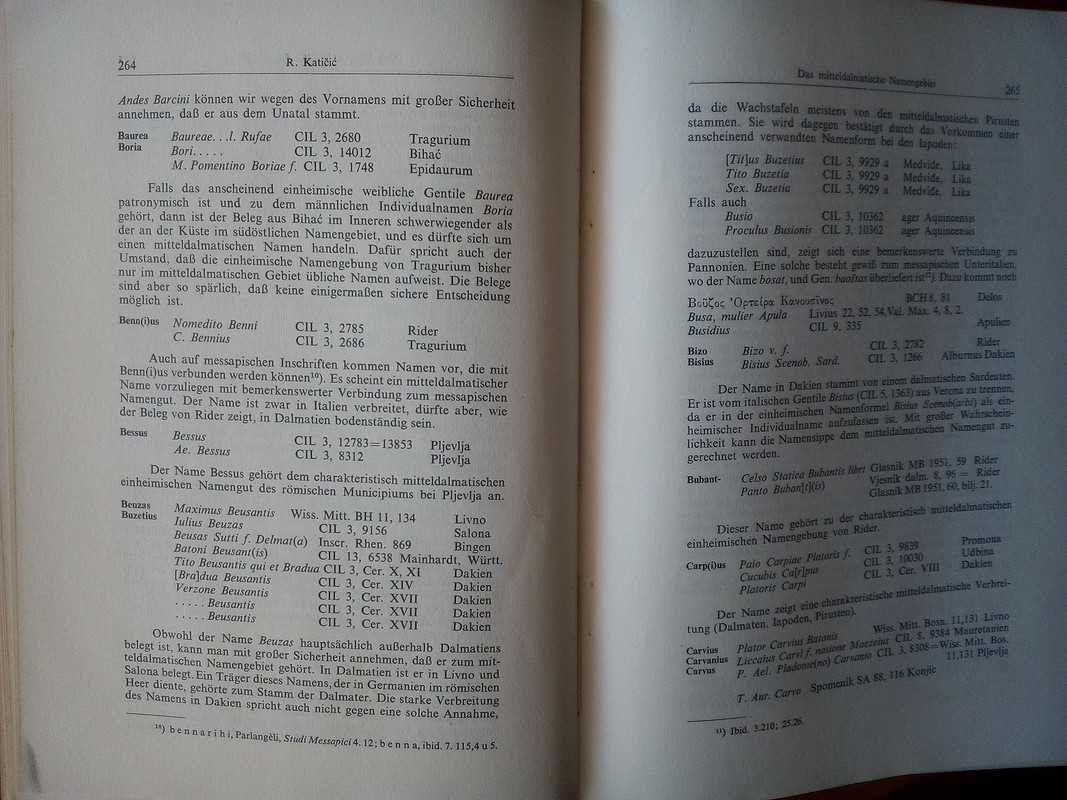 264
R. Katičić
Andes Barcini können wir wegen des Vornamens mit großer Sicherheit
annehmen, daß er aus dem Unatal stammt.
Baurea Baureae. . .l. Rufae CIL 3, 2680 Tragurium
Boria Bori. . . . . CIL 3, 14012 Bihać
M. Pomentino Boriae f. CIL 3, 1748 Epidaurum
Falls das anscheinend einheimische weibliche Gentile Baurea
patronymisch ist und zu dem männlichen Individualnamen Boria
gehört, dann ist der Beleg aus Bihać im Inneren schwerwiegender als
der an der Küste im südöstlichen Namengebiet, und es dürfte sich um
einen mitteldalmatischen Namen handeln. Dafür spricht auch der
Umstand, daß die einheimische Namengebung von Tragurium bisher
nur im mitteldalmatischen Gebiet übliche Namen aufweist. Die Belege
sind aber so spärlich, daß keine einigermaßen sichere Entscheidung
möglich ist.
Benn(i)us Nomedito Benni CIL 3, 2785 Rider
C. Bennius CIL 3, 2686 Tragurium
Auch auf messapischen Inschriften kommen Namen vor, die mit
Benn(i)us verbunden werden können¹⁰). Es scheint ein mitteldalmatischer
Name vorzuliegen mit bemerkenswerter Verbindung zum messapischen
Namengut. Der Name ist zwar in Italien verbreitet, dürfte aber, wie
der Beleg von Rider zeigt, in Dalmatien bodenständig sein.
Bessus Bessus CIL 3, 12783=13853 Pljevlja
Ae. Bessus CIL 3, 8312 Pljevlja
Der Name Bessus gehört dem charakteristisch mitteldalmatischen
einheimischen Namengut des römischen Municipiums bei Pljevlja an.
Beuzas Maximus Beusantis Wiss. Mitt. BH 11, 134 Livno
Buzetius Iulius Beuzas CIL 3, 9156 Salona
Beusas Sutti f. Delmat(a) Inscr. Rhen. 869 Bingen
Batoni Beusant(is) CIL 13, 6538 Mainhardt, Württ.
Tito Beusantis qui et Bradua CIL 3, Cer. X, XI Dakien
[Bra]dua Beusantis CIL 3, Cer. XIV Dakien
Verzone Beusantis CIL 3, Cer. XVII Dakien
. . . . . Beusantis CIL 3, Cer. XVII Dakien
. . . . . Beusantis CIL 3, Cer. XVII Dakien
Obwohl der Name Beuzas hauptsächlich außerhalb Dalmatiens
belegt ist, kann man mit großer Sicherheit annehmen, daß er zum mit-
teldalmatischen Namengebiet gehört. In Dalmatien ist er in Livno und
Salona belegt. Ein Träger dieses Namens, der in Germanien im römischen
Heer diente, gehörte zum Stamm der Dalmater. Die starke Verbreitung
des Namens in Dakien spricht auch nicht gegen eine solche Annahme,
¹⁰) bennarihi, Parlangèli, Studi Messapici 4. 12; benna, ibid. 7. 115,4 u 5.
Das mitteldalmatische Namengebiet
265
da die Wachstafeln meistens von den mitteldalmatischen Pirusten
stammen. Sie wird dagegen bestätigt durch das Vorkommen einer
anscheinend verwandten Namenform bei den Iapoden:
[Tit]us Buzetius CIL 3, 9929 a Medvide, Lika
Tito Buzetia CIL 3, 9929 a Medvide, Lika
Sex. Buzetia CIL 3, 9929 a Medvide, Lika
Falls auch
Busio CIL 3, 10362 ager Aquincensis
Proculus Busionis CIL 3, 10362 ager Aquincensis
dazuzustellen sind, zeigt sich eine bemerkenswerte Verbindung zu
Pannonien. Eine solche besteht gewiß zum messapischen Unteritalien,
wo der Name bosat, und Gen. baoštas überliefert ist¹¹). Dazu kommt noch
Βοῦζος Ὀρτείρα Κανουσῖνος BCH 8, 81 Delos
Busa, mulier Apula Livius 22, 52, 54, Val. Max. 4, 8, 2.
Busidius CIL 9, 335 Apulien
Bizo Bizo v. f. CIL 3, 2782 Rider
Bisius Bisius Scenob. Sard. CIL 3, 1266 Alburnus Dakien
Der Name in Dakien stammt von einem dalmatischen Sardeaten.
Er ist vom italischen Gentile Bisius (CIL 5, 1363) aus Verona zu trennen,
da er in der einheimischen Namenformel Bisius Scenob(arbi) als ein-
heimischer Individualname aufzufassen ist. Mit großer Wahrschein-
lichkeit kann die Namensippe dem mitteldalmatischen Namengut zu-
gerechnet werden.
Bubant- Celso Statica Bubantis libri Glasnik MB 1951, 59 Rider
Panto Buban[t](is) Vjesnik dalm. 8, 96 = Rider
Glasnik MB 1951, 60, bilj. 21.
Dieser Name gehört zu der charakteristisch mitteldalmatischen
einheimischen Namengebung von Rider.
Carp(i)us Paio Carpiae Platoris f. CIL 3, 9839 Promona
Cucubis Ca[r]pus CIL 3, 10030 Udbina
Platoris Carpi CIL 3, Cer. VIII Dakien
Der Name zeigt eine charakteristische mitteldalmatische Verbrei-
tung (Dalmaten, Iapoden, Pirusten).
Carvius Plator Carvius Batonis Wiss. Mitt. Bosn. 11,131 Livno
Carvanius Liccaius Carvi f. natione Maezeius CIL 8, 9384 Mauretanien
Carvus P. Ael. Pladome(no) Carvanio CIL 3, 8308=Wiss. Mitt. Bos.
11,131 Pljevlja
T. Aur. Carvo Spomenik SA 88, 116 Konjic
¹¹) Ibid. 3.210; 25.26.